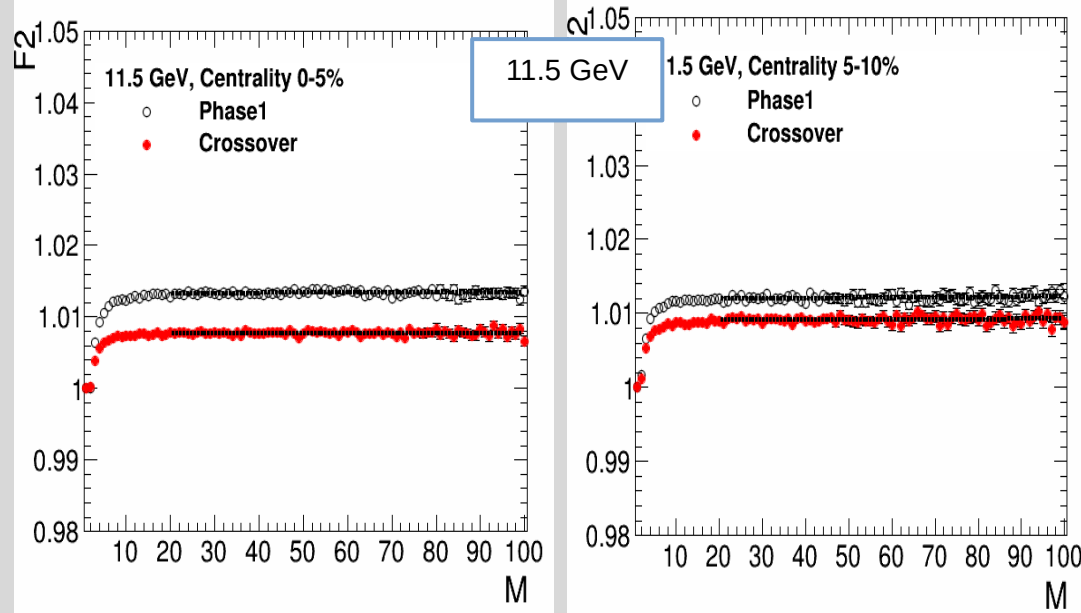 F2
1.05
1.04
1.03
1.02
1.01
1
0.99
0.98
11.5 GeV, Centrality 0-5%
Phase1
Crossover
10 20 30 40 50 60 70 80 90 100
M
11.5 GeV
2
1.05
1.03
1.02
1.01
1
0.99
0.98
1.5 GeV, Centrality 5-10%
Phase1
Crossover
10 20 30 40 50 60 70 80 90 100
M